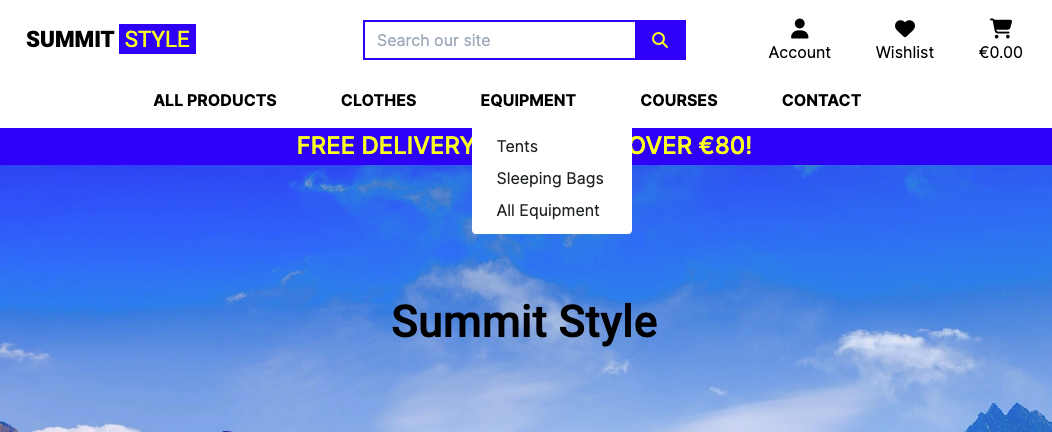 SUMMIT STYLE
Search our site
Account
Wishlist
€0.00
ALL PRODUCTS
CLOTHES
EQUIPMENT
COURSES
CONTACT
FREE DELIVERY OVER €80!
Tents
Sleeping Bags
All Equipment
Summit Style